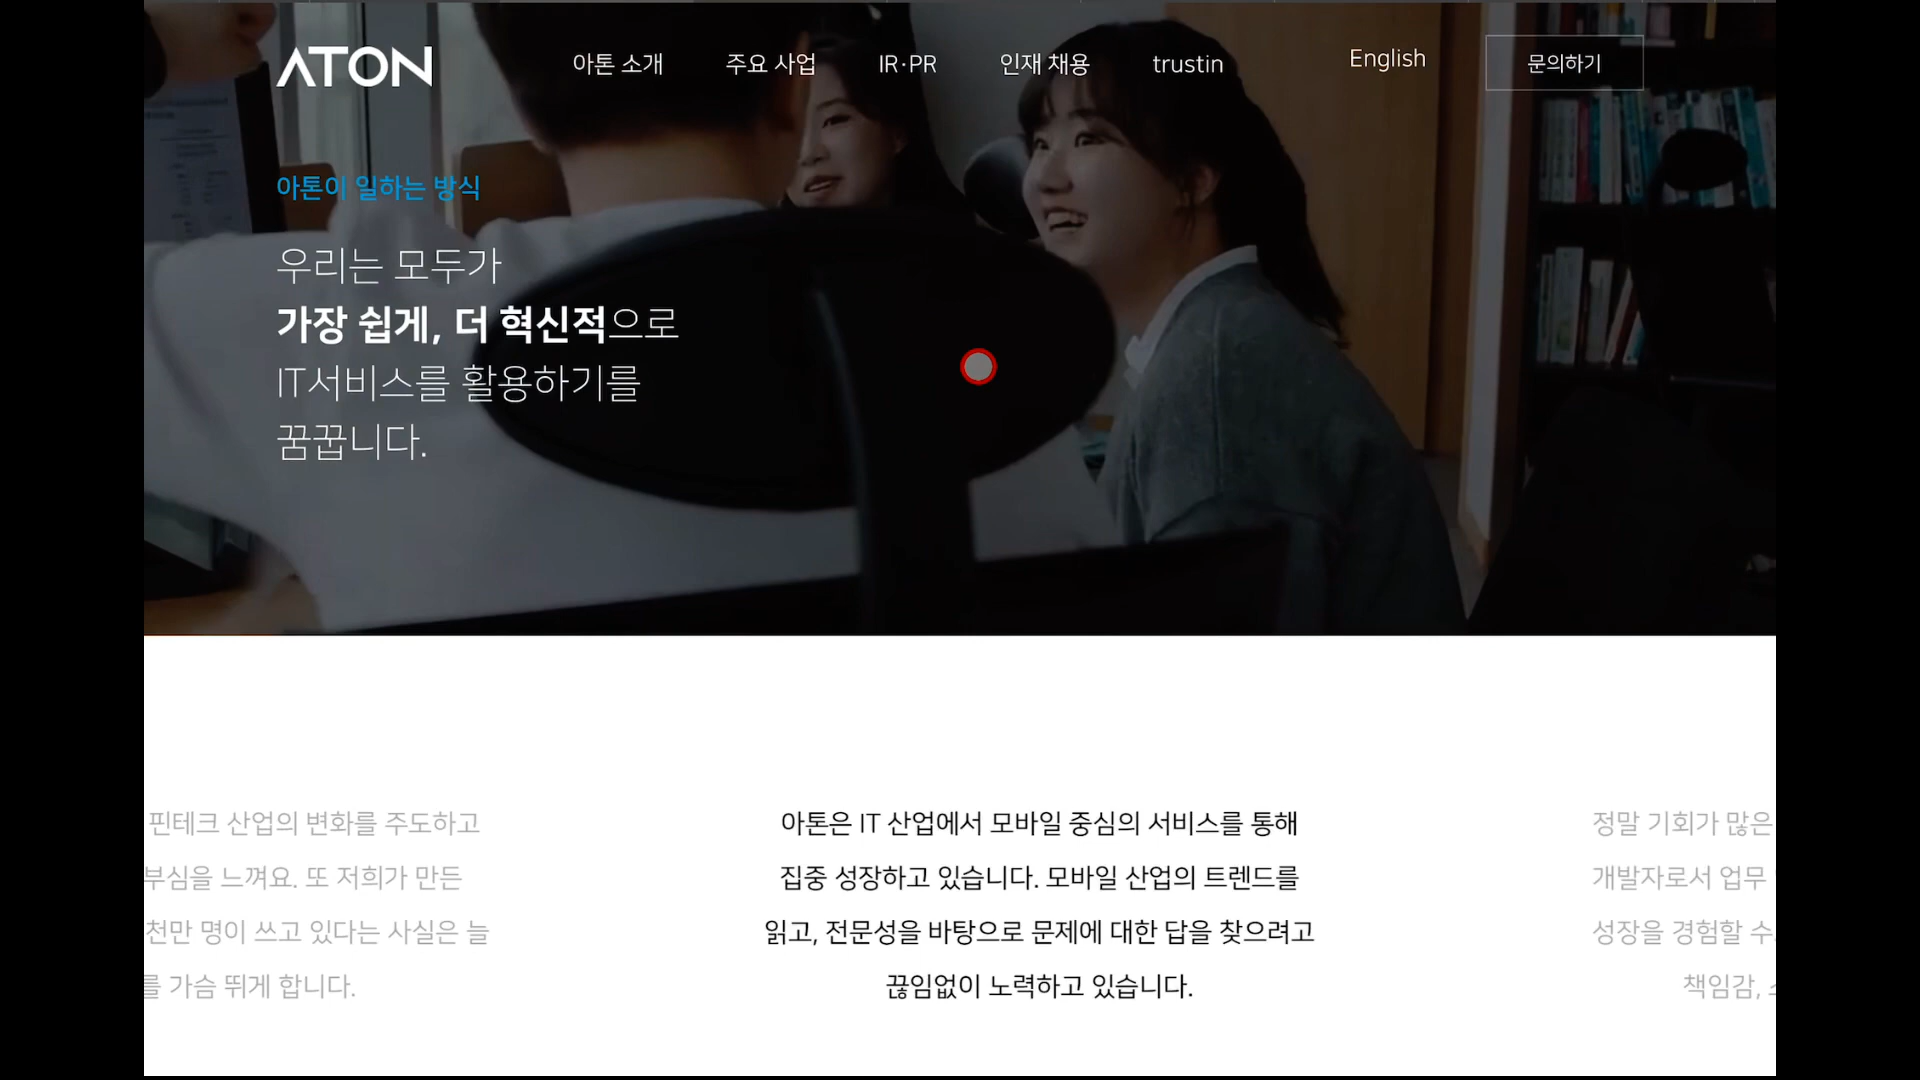 ATON
아톤 소개
주요 사업
IR·PR
인재 채용
trustin
English
문의하기
아톤이 일하는 방식
우리는 모두가
가장 쉽게, 더 혁신적으로
IT서비스를 활용하기를
꿈꿉니다.
핀테크 산업의 변화를 주도하고
부심을 느껴요. 또 저희가 만든
천만 명이 쓰고 있다는 사실은 늘
를 가슴 뛰게 합니다.
아톤은 IT 산업에서 모바일 중심의 서비스를 통해
집중 성장하고 있습니다. 모바일 산업의 트렌드를
읽고, 전문성을 바탕으로 문제에 대한 답을 찾으려고
끊임없이 노력하고 있습니다.
정말 기회가 많은
개발자로서 업무
성장을 경험할 수
책임감,